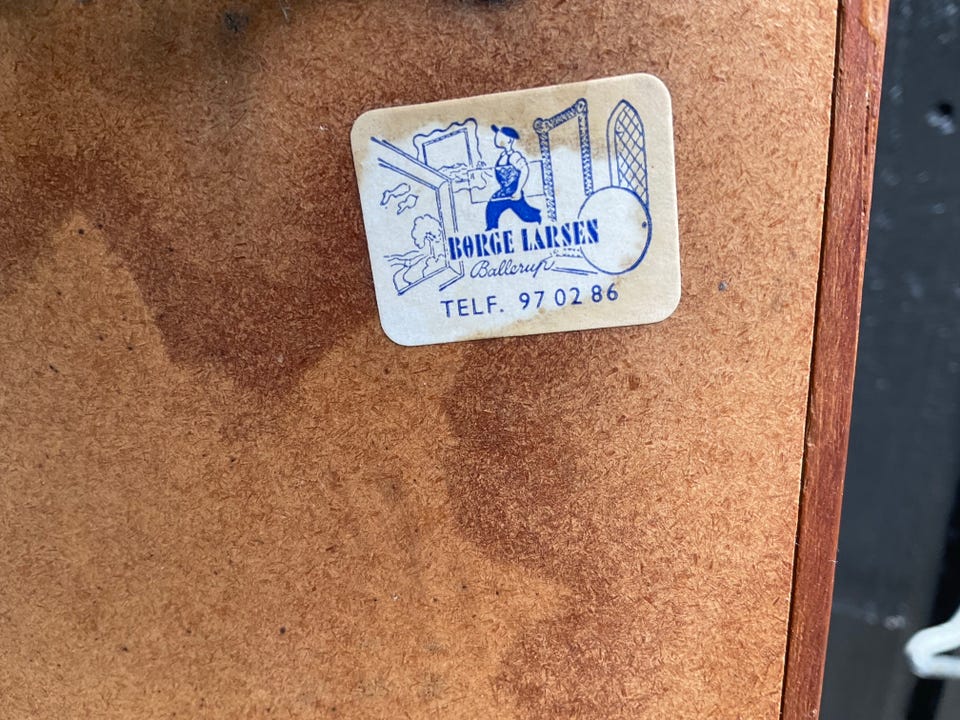 BØRGE LARSEN
Ballerup
TELF. 97 02 86